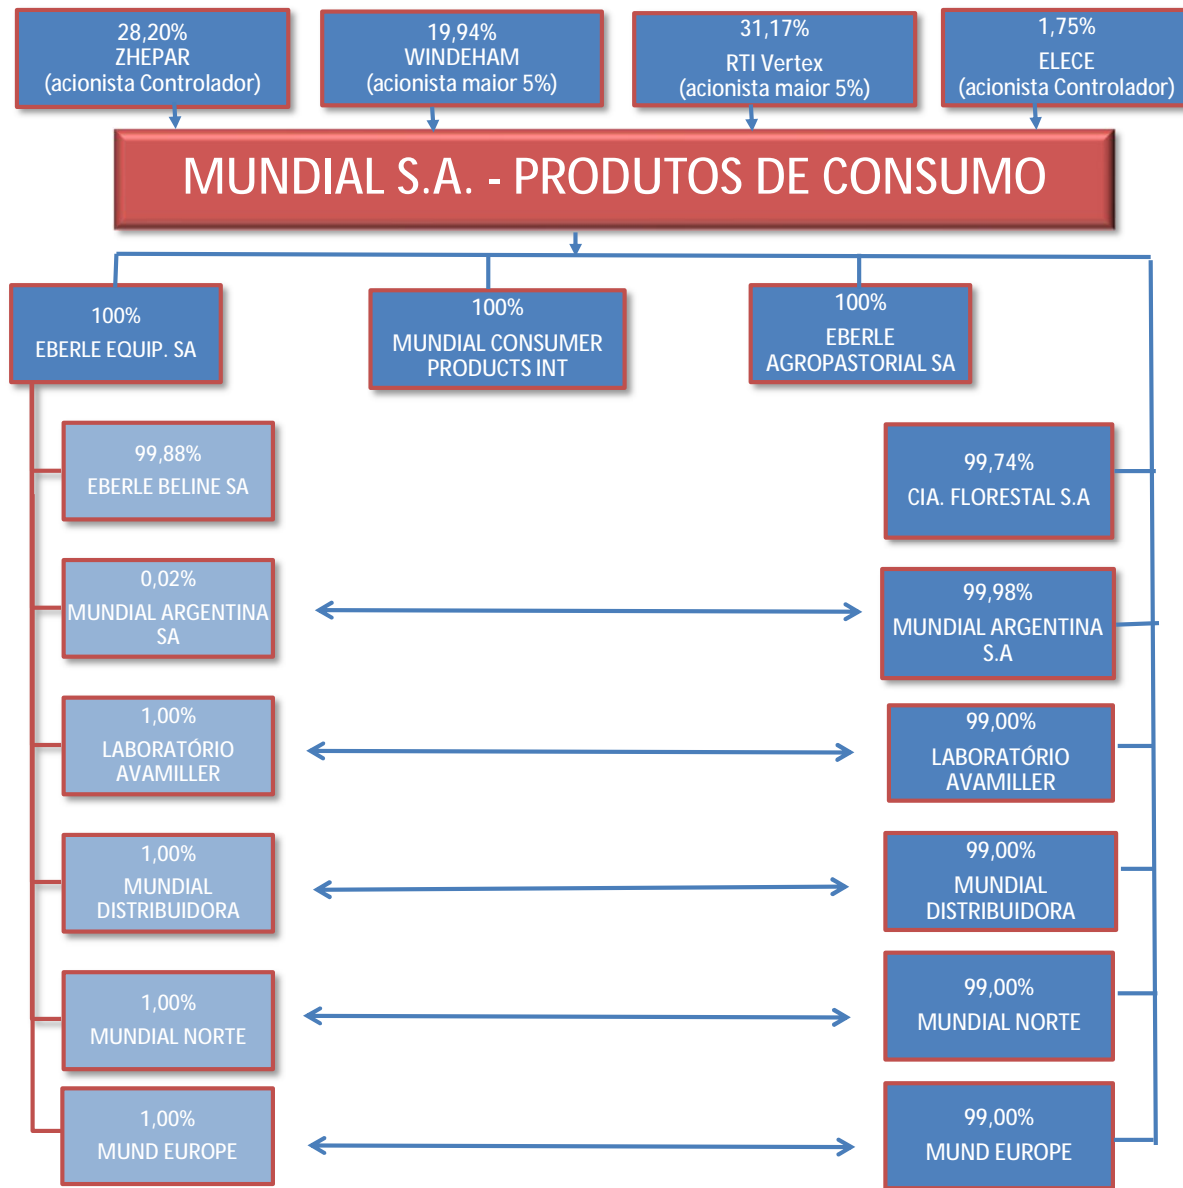 28,20%
ZHEPAR
(acionista Controlador)
19,94%
WINDEHAM
(acionista maior 5%)
31,17%
RTI Vertex
(acionista maior 5%)
1,75%
ELECE
(acionista Controlador)
MUNDIAL S.A. - PRODUTOS DE CONSUMO
100%
EBERLE EQUIP. SA
100%
MUNDIAL CONSUMER
PRODUCTS INT
100%
EBERLE
AGROPASTORIAL SA
99,88%
EBERLE BELINE SA
99,74%
CIA. FLORESTAL S.A
0,02%
MUNDIAL ARGENTINA
SA
99,98%
MUNDIAL ARGENTINA
S.A
1,00%
LABORATÓRIO
AVAMILLER
99,00%
LABORATÓRIO
AVAMILLER
1,00%
MUNDIAL
DISTRIBUIDORA
99,00%
MUNDIAL
DISTRIBUIDORA
1,00%
MUNDIAL NORTE
99,00%
MUNDIAL NORTE
1,00%
MUND EUROPE
99,00%
MUND EUROPE